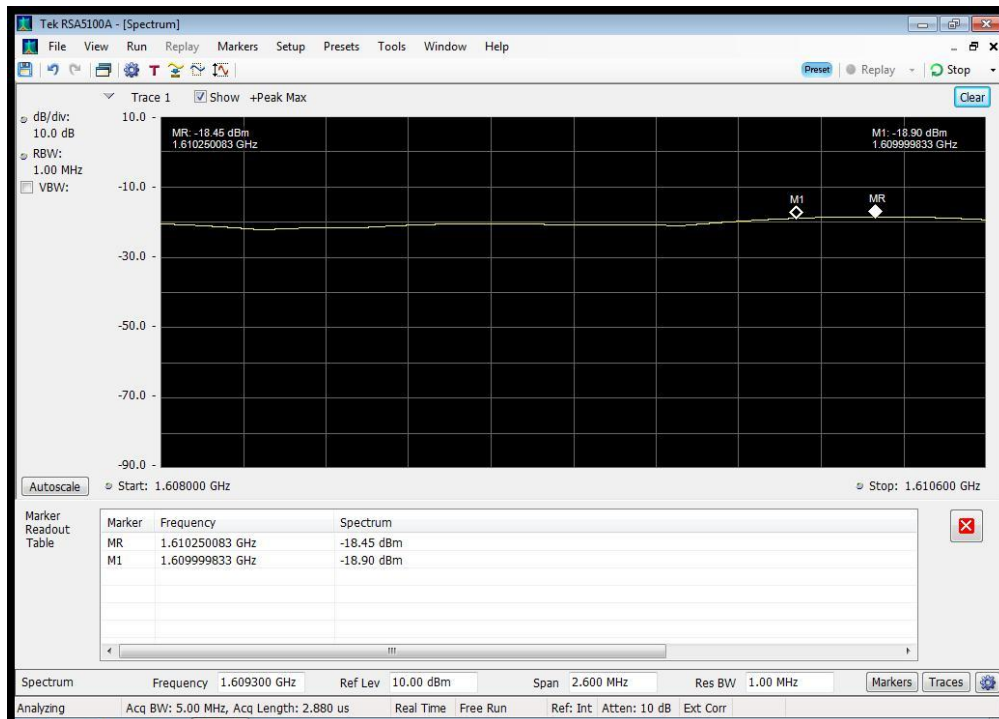 Tek RSA5100A - [Spectrum]
File View Run Replay Markers Setup Presets Tools Window Help
T Preset Replay Stop
Trace 1 Show +Peak Max Clear
dB/div:
10.0 dB
RBW:
1.00 MHz
VBW:
10.0
-10.0
-30.0
-50.0
-70.0
-90.0
MR: -18.45 dBm
1.610250083 GHz
M1: -18.90 dBm
1.609999833 GHz
M1 MR
Autoscale Start: 1.608000 GHz Stop: 1.610600 GHz
Marker
Readout
Table
Marker Frequency Spectrum
MR 1.610250083 GHz -18.45 dBm
M1 1.609999833 GHz -18.90 dBm
Spectrum Frequency 1.609300 GHz Ref Lev 10.00 dBm Span 2.600 MHz Res BW 1.00 MHz Markers Traces
Analyzing Acq BW: 5.00 MHz, Acq Length: 2.880 us Real Time Free Run Ref: Int Atten: 10 dB Ext Corr